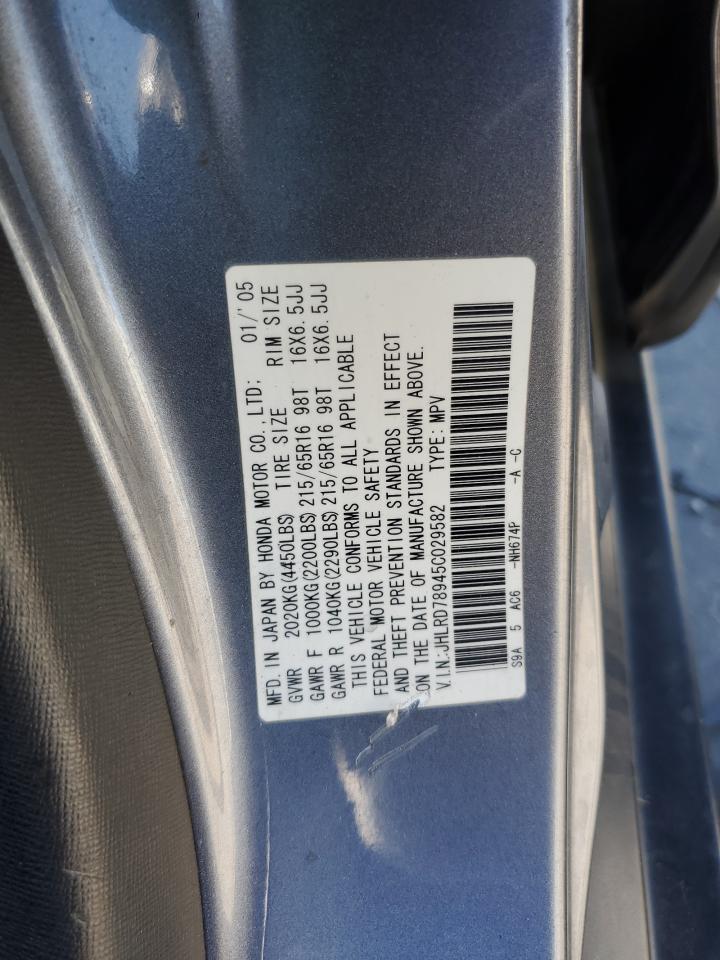 MFD. IN JAPAN BY HONDA MOTOR CO., LTD: 01/'05
GVWR 2020KG(4450LBS) TIRE SIZE RIM SIZE
GAWR F 1000KG(2200LBS) 215/65R16 98T 16X6.5JJ
GAWR R 1040KG(2290LBS) 215/65R16 98T 16X6.5JJ
THIS VEHICLE CONFORMS TO ALL APPLICABLE
FEDERAL MOTOR VEHICLE SAFETY
AND THEFT PREVENTION STANDARDS IN EFFECT
ON THE DATE OF MANUFACTURE SHOWN ABOVE.
V.I.N:JHLRD78945C029582 TYPE: MPV
S9A 5 AC6 -NH674P -A -C